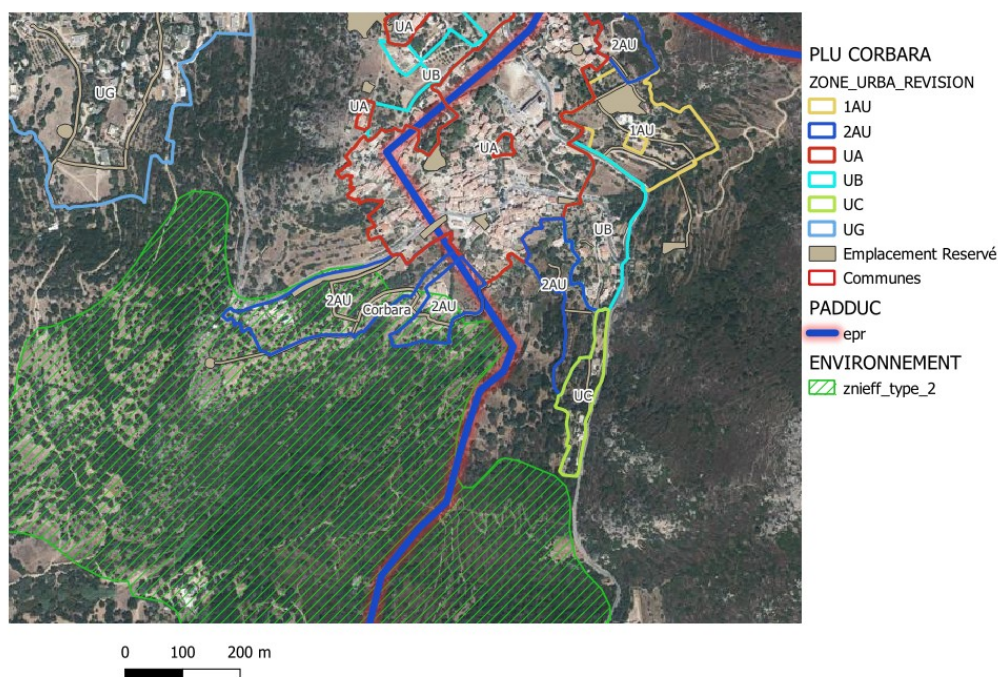 UA
2AU
UB
UG
UA
1AU
UA
UB
2AU
2AU
Corbara
2AU
UC
0 100 200 m
PLU CORBARA
ZONE_URBA_REVISION
1AU
2AU
UA
UB
UC
UG
Emplacement Reservé
Communes
PADDUC
epr
ENVIRONNEMENT
znieff_type_2